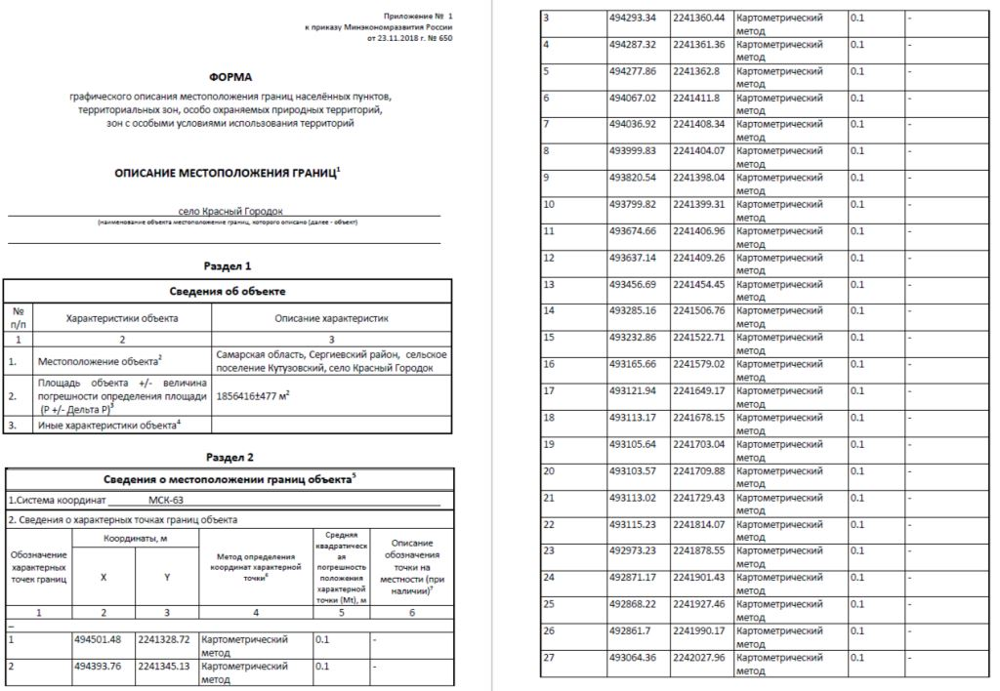 Приложение № 1
к приказу Минэкономразвития России
от 23.11.2018 г. № 650
ФОРМА
графического описания местоположения границ населённых пунктов,
территориальных зон, особо охраняемых природных территорий,
зон с особыми условиями использования территорий
ОПИСАНИЕ МЕСТОПОЛОЖЕНИЯ ГРАНИЦ1
село Красный Городок
(наименование объекта местоположение границ, которого описано (далее - объект)
Раздел 1
Сведения об объекте
№
п/п
Характеристики объекта
Описание характеристик
1 2 3
1. Местоположение объекта2
Самарская область, Сергиевский район, сельское
поселение Кутузовский, село Красный Городок
2.
Площадь объекта +/- величина
погрешности определения площади
(Р +/- Дельта Р)3
1856416±477 м2
3. Иные характеристики объекта4
Раздел 2
Сведения о местоположении границ объекта5
1.Система координат МСК-63
2. Сведения о характерных точках границ объекта
Обозначение
характерных
точек границ
Координаты, м
X Y
Метод определения
координат характерной
точки6
Средняя
квадратическ
ая
погрешность
положения
характерной
точки (Mt), м
Описание
обозначения
точки на
местности (при
наличии)7
1 2 3 4 5 6
–
1 494501.48 2241328.72 Картометрический 0.1 -
метод
2 494393.76 2241345.13 Картометрический 0.1 -
метод
3 494293.34 2241360.44 Картометрический 0.1 -
метод
4 494287.32 2241361.36 Картометрический 0.1 -
метод
5 494277.86 2241362.8 Картометрический 0.1 -
метод
6 494067.02 2241411.8 Картометрический 0.1 -
метод
7 494036.92 2241408.34 Картометрический 0.1 -
метод
8 493999.83 2241404.07 Картометрический 0.1 -
метод
9 493820.54 2241398.04 Картометрический 0.1 -
метод
10 493799.82 2241399.31 Картометрический 0.1 -
метод
11 493674.66 2241406.96 Картометрический 0.1 -
метод
12 493637.14 2241409.26 Картометрический 0.1 -
метод
13 493456.69 2241454.45 Картометрический 0.1 -
метод
14 493285.16 2241506.76 Картометрический 0.1 -
метод
15 493232.86 2241522.71 Картометрический 0.1 -
метод
16 493165.66 2241579.02 Картометрический 0.1 -
метод
17 493121.94 2241649.17 Картометрический 0.1 -
метод
18 493113.17 2241678.15 Картометрический 0.1 -
метод
19 493105.64 2241703.04 Картометрический 0.1 -
метод
20 493103.57 2241709.88 Картометрический 0.1 -
метод
21 493113.02 2241729.43 Картометрический 0.1 -
метод
22 493115.23 2241814.07 Картометрический 0.1 -
метод
23 492973.23 2241878.55 Картометрический 0.1 -
метод
24 492871.17 2241901.43 Картометрический 0.1 -
метод
25 492868.22 2241927.46 Картометрический 0.1 -
метод
26 492861.7 2241990.17 Картометрический 0.1 -
метод
27 493064.36 2242027.96 Картометрический 0.1 -
метод